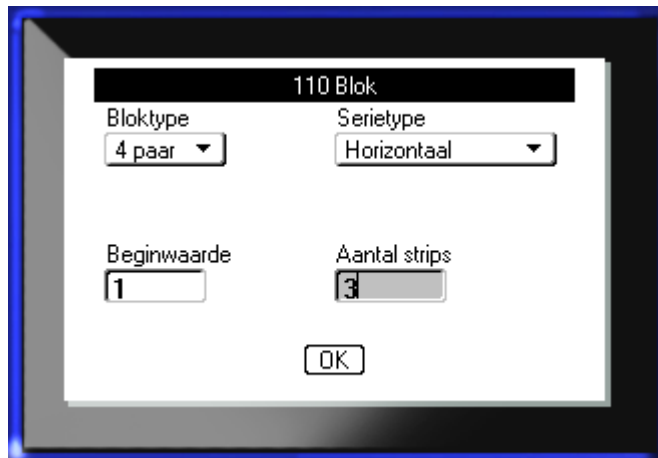 110 Blok
Bloktype Serietype
4 paar Horizontaal
Beginwaarde Aantal strips
1 3
OK